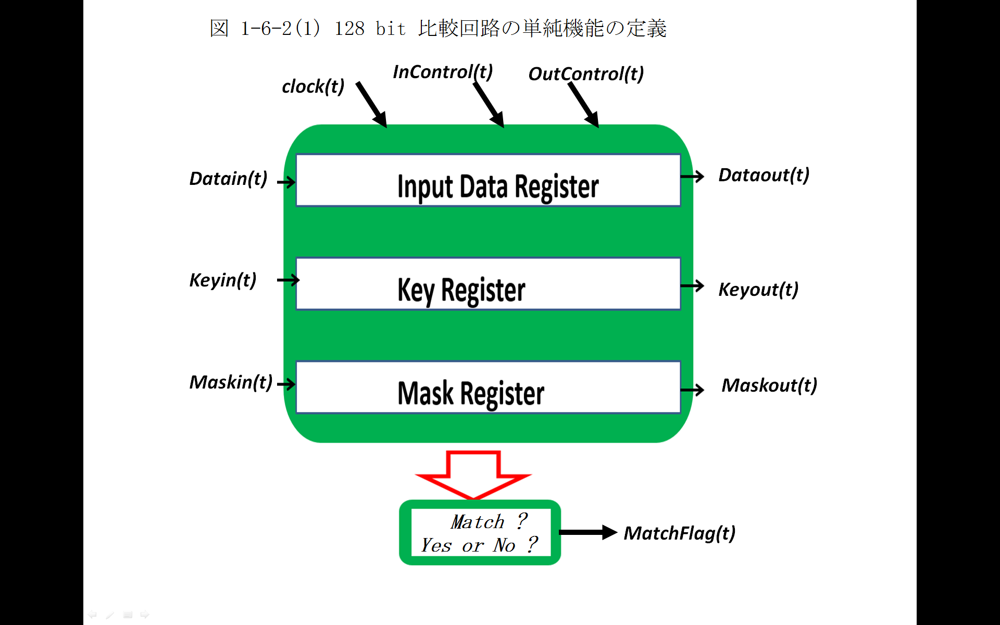 図 1-6-2(1) 128 bit 比較回路の単純機能の定義
clock(t)
InControl(t)
OutControl(t)
Datain(t)
Input Data Register
Dataout(t)
Keyin(t)
Key Register
Keyout(t)
Maskin(t)
Mask Register
Maskout(t)
Match ?
Yes or No ?
MatchFlag(t)